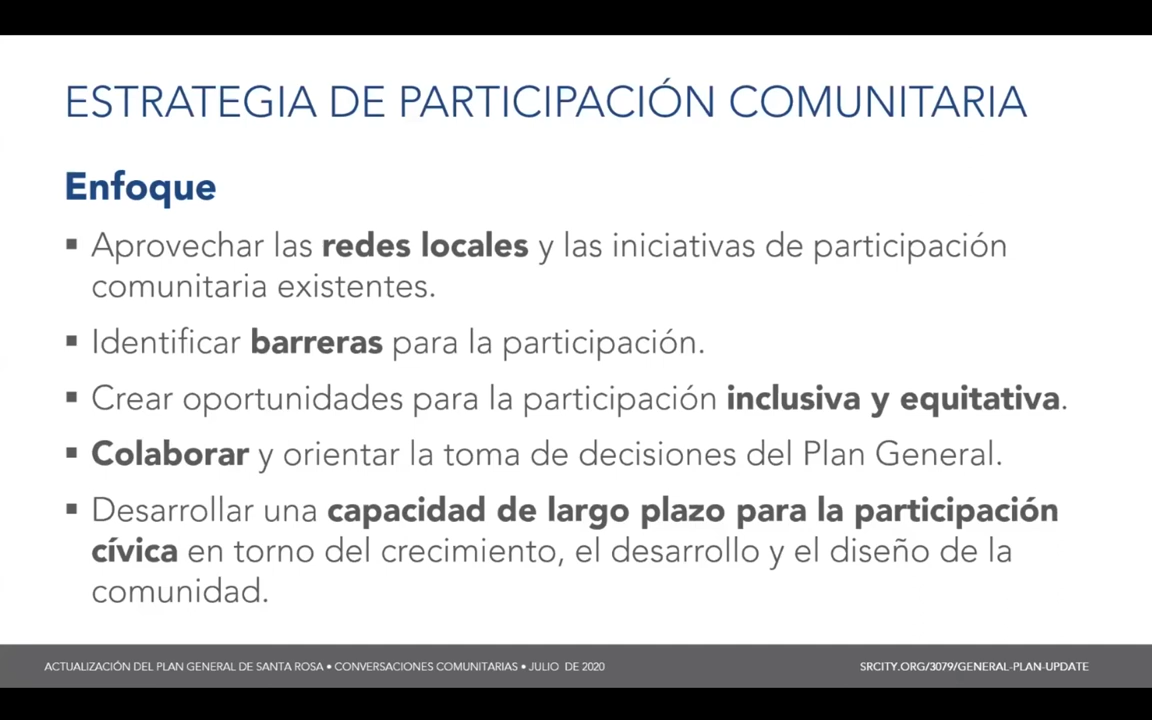 ESTRATEGIA DE PARTICIPACIÓN COMUNITARIA
Enfoque
▪ Aprovechar las redes locales y las iniciativas de participación
comunitaria existentes.
▪ Identificar barreras para la participación.
▪ Crear oportunidades para la participación inclusiva y equitativa.
▪ Colaborar y orientar la toma de decisiones del Plan General.
▪ Desarrollar una capacidad de largo plazo para la participación
cívica en torno del crecimiento, el desarrollo y el diseño de la
comunidad.
ACTUALIZACIÓN DEL PLAN GENERAL DE SANTA ROSA • CONVERSACIONES COMUNITARIAS • JULIO DE 2020
SRCITY.ORG/3079/GENERAL-PLAN-UPDATE